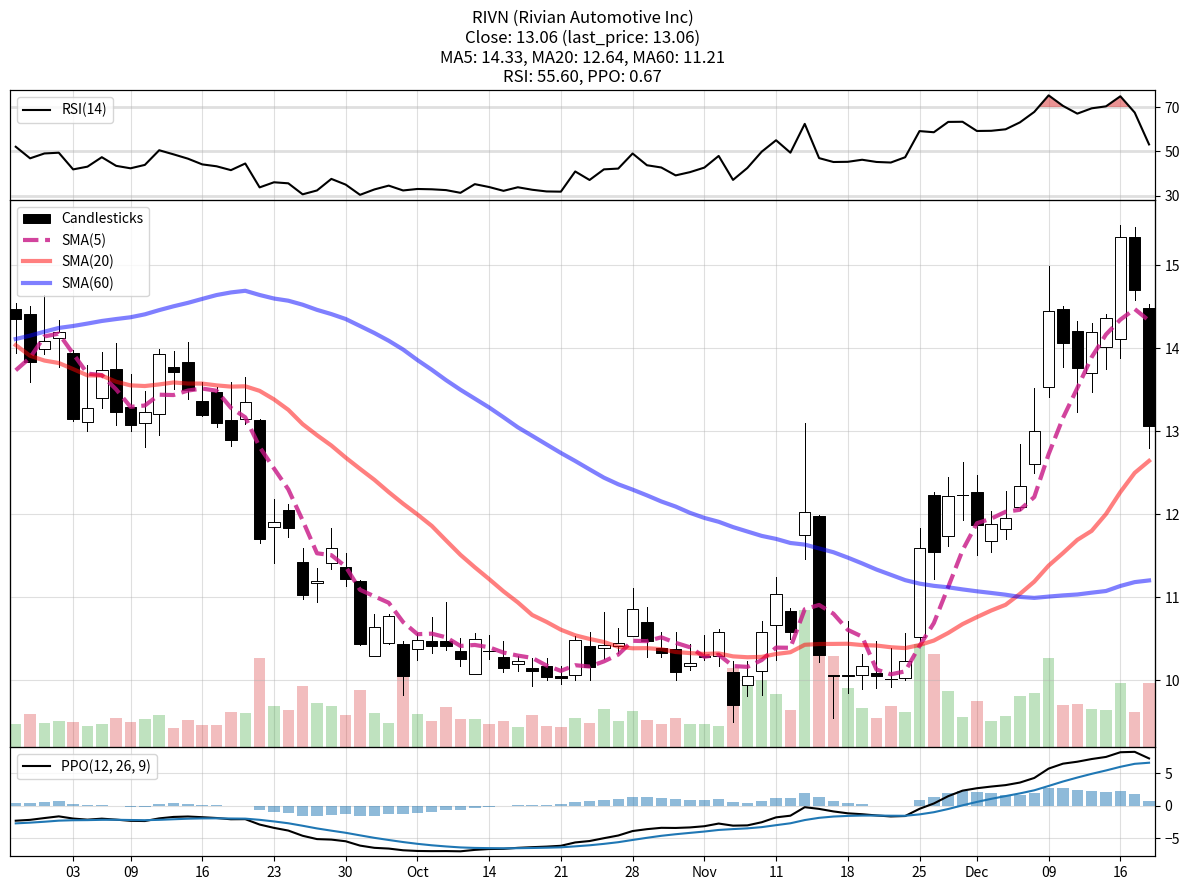 RIVN (Rivian Automotive Inc)
Close: 13.06 (last_price: 13.06)
MA5: 14.33, MA20: 12.64, MA60: 11.21
RSI: 55.60, PPO: 0.67
RSI(14)
70
50
30
Candlesticks
SMA(5)
SMA(20)
SMA(60)
15
14
13
12
11
10
PPO(12, 26, 9)
5
0
−5
03 09 16 23 30 Oct 14 21 28 Nov 11 18 25 Dec 09 16